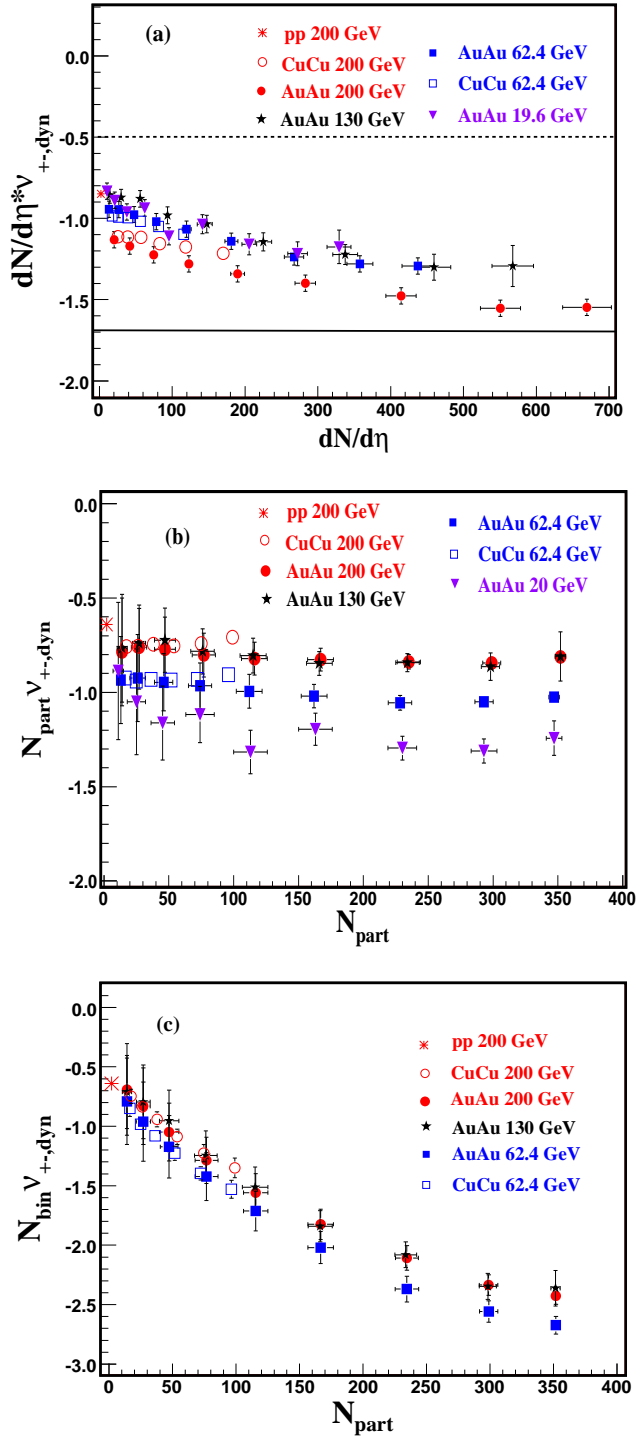 (a)
pp 200 GeV
CuCu 200 GeV
AuAu 200 GeV
AuAu 130 GeV
AuAu 62.4 GeV
CuCu 62.4 GeV
AuAu 19.6 GeV
dN/dη*ν +-,dyn
0.0
-0.5
-1.0
-1.5
-2.0
0 100 200 300 400 500 600 700
dN/dη
(b)
pp 200 GeV
CuCu 200 GeV
AuAu 200 GeV
AuAu 130 GeV
AuAu 62.4 GeV
CuCu 62.4 GeV
AuAu 20 GeV
N part ν +-,dyn
0.0
-0.5
-1.0
-1.5
-2.0
0 50 100 150 200 250 300 350 400
N part
(c)
pp 200 GeV
CuCu 200 GeV
AuAu 200 GeV
AuAu 130 GeV
AuAu 62.4 GeV
CuCu 62.4 GeV
N bin ν +-,dyn
0.0
-0.5
-1.0
-1.5
-2.0
-2.5
-3.0
0 50 100 150 200 250 300 350 400
N part